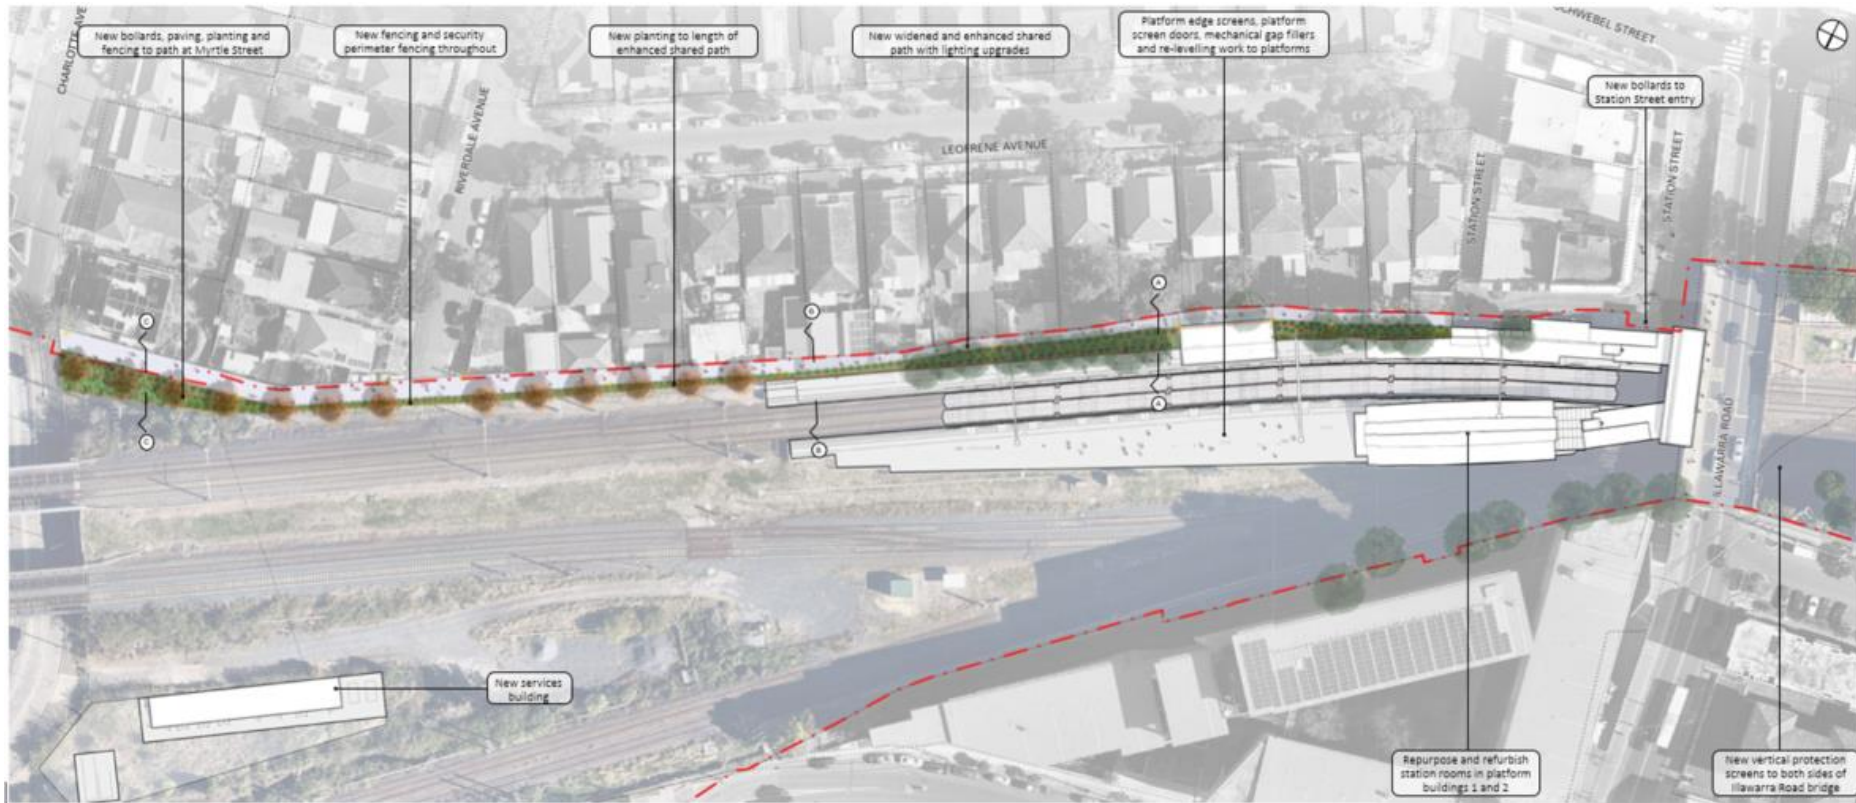 New bollards, paving, planting and
fencing to path at Myrtle Street
New fencing and security
perimeter fencing throughout
New planting to length of
enhanced shared path
New widened and enhanced shared
path with lighting upgrades
Platform edge screens, platform
screen doors, mechanical gap fillers
and re-levelling work to platforms
New bollards to
Station Street entry
CHARLOTTE AVE
RIVERDALE AVENUE
LEOFRENE AVENUE
SCHWEBEL STREET
STATION STREET
STATION STREET
ILLAWARRA ROAD
C
C
B
B
A
A
New services
building
Repurpose and refurbish
station rooms in platform
buildings 1 and 2
New vertical protection
screens to both sides of
Illawarra Road bridge